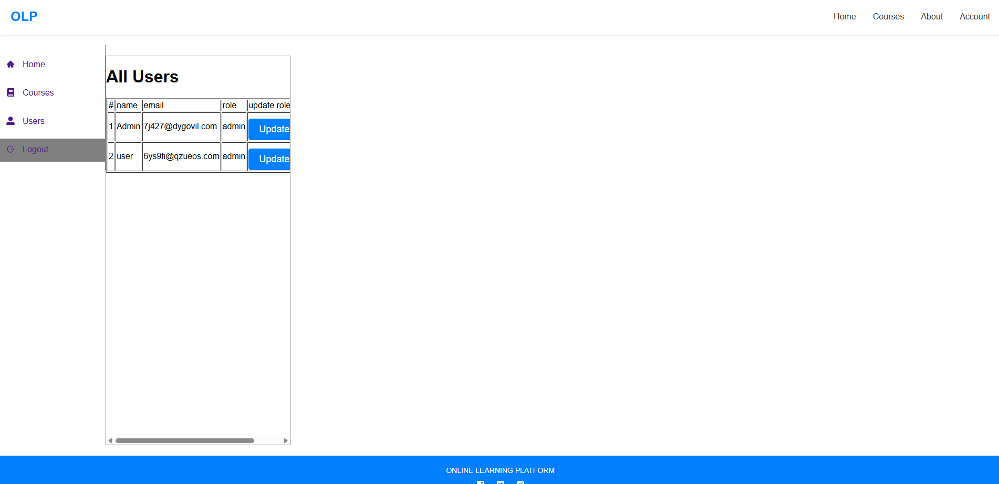 OLP
Home Courses About Account
Home
Courses
Users
Logout
All Users
# name email role update role
1 Admin 7j427@dygovil.com admin Update
2 user 6ys9fi@qzueos.com admin Update
ONLINE LEARNING PLATFORM